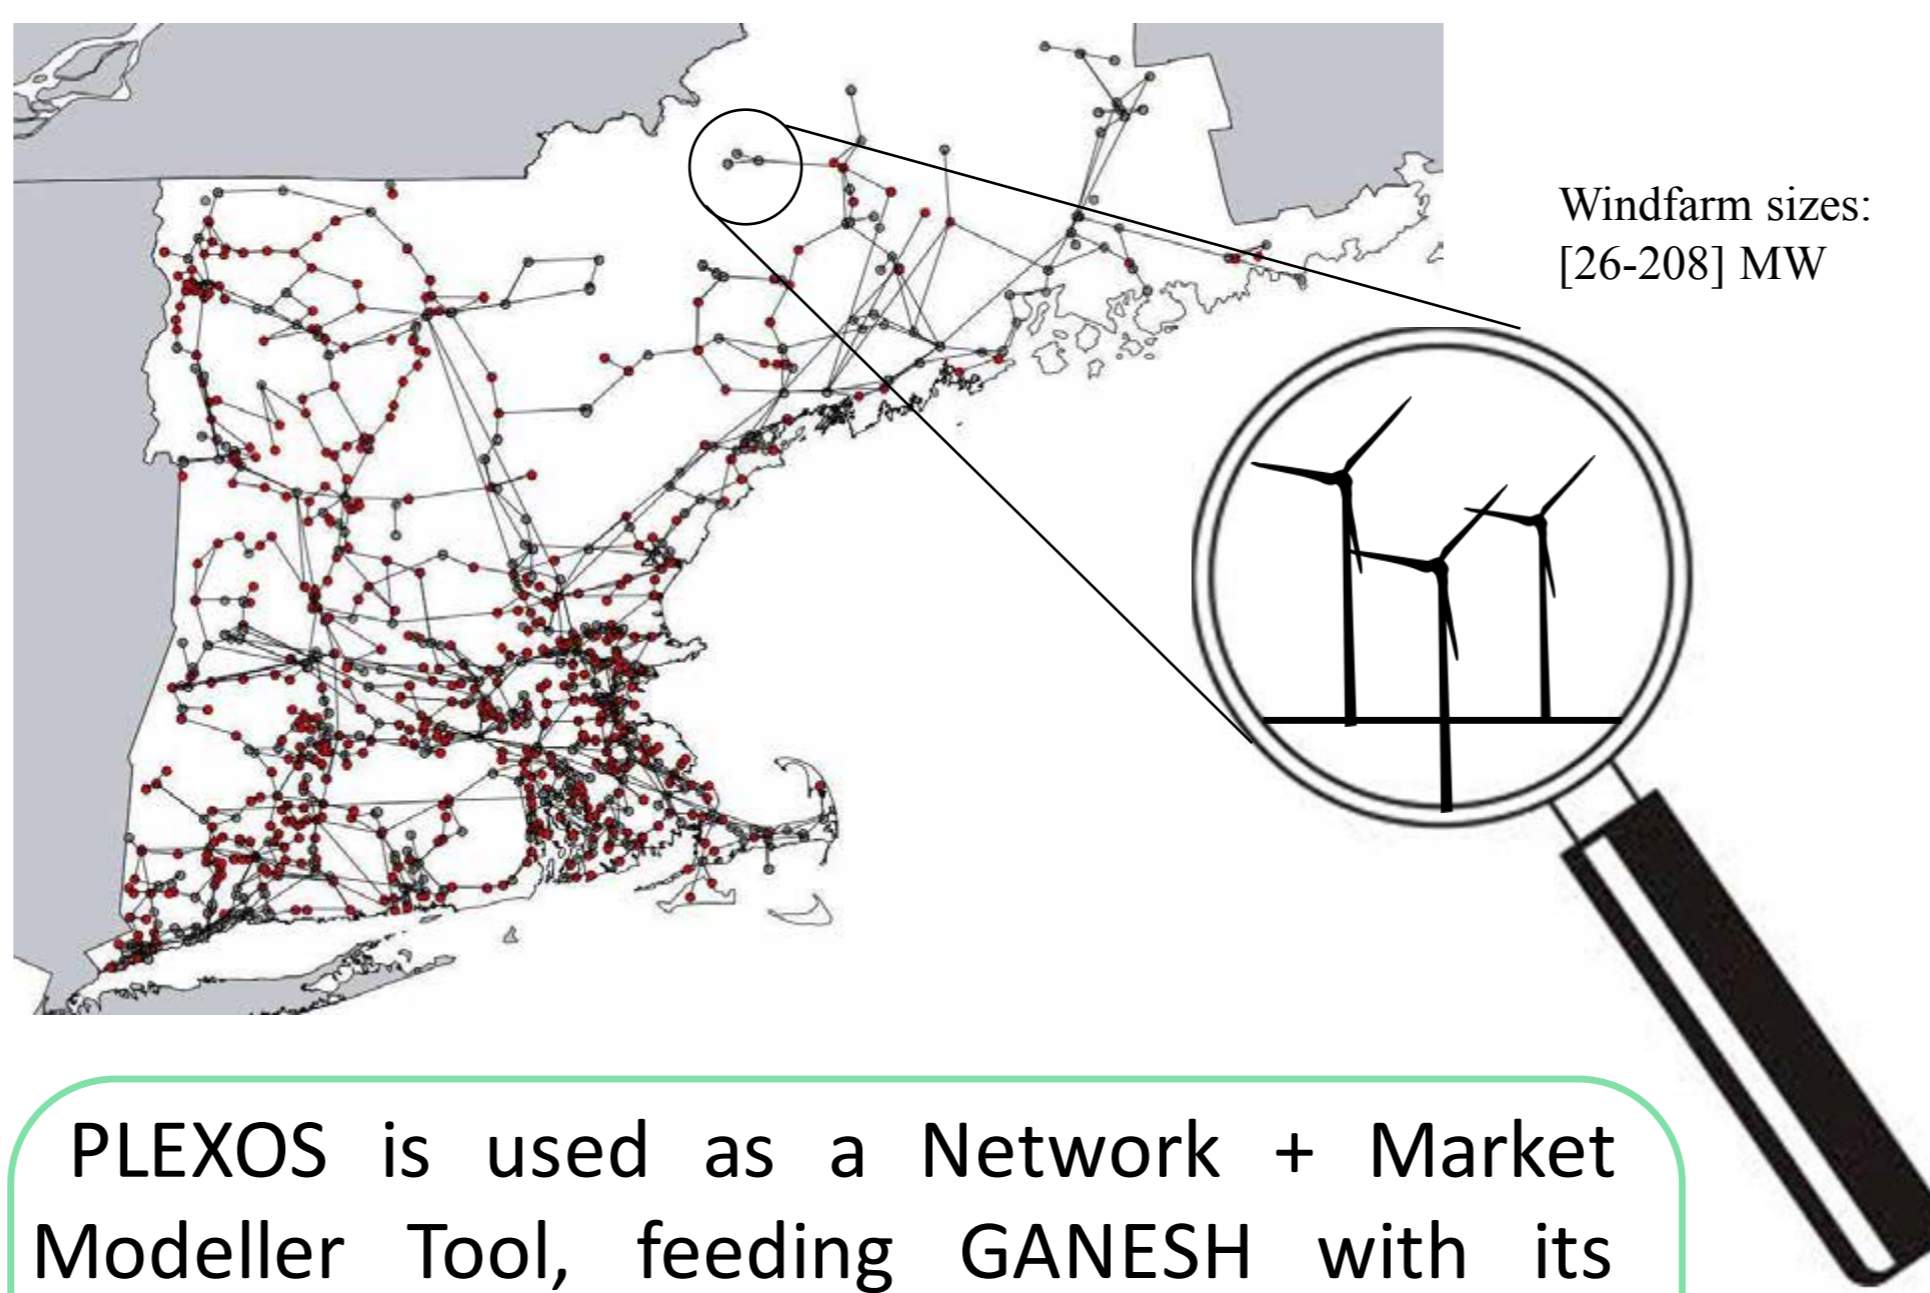 Windfarm sizes:
[26-208] MW
PLEXOS is used as a Network + Market
Modeller Tool, feeding GANESH with its